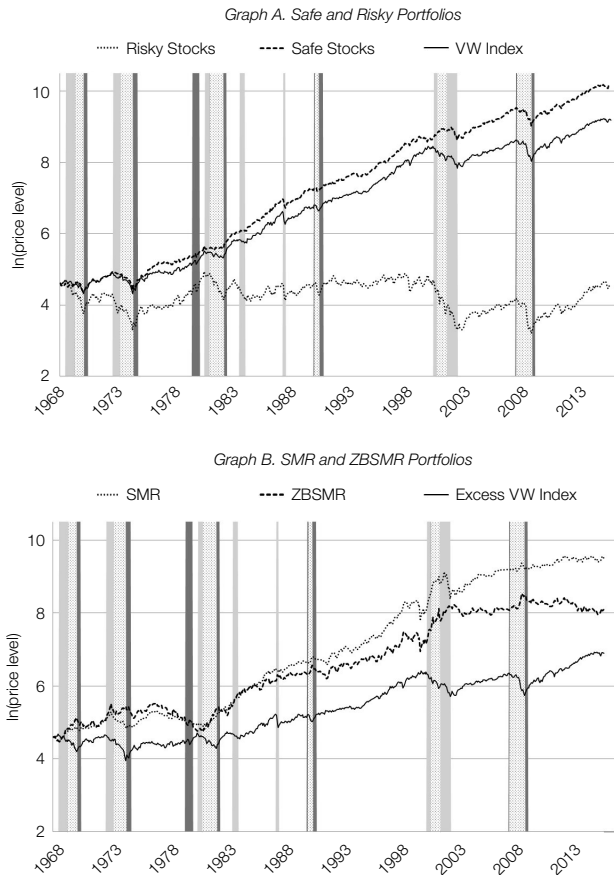 Graph A. Safe and Risky Portfolios
Risky Stocks Safe Stocks VW Index
ln(price level)
10
8
6
4
2
1968 1973 1978 1983 1988 1993 1998 2003 2008 2013
Graph B. SMR and ZBSMR Portfolios
SMR ZBSMR Excess VW Index
ln(price level)
10
8
6
4
2
1968 1973 1978 1983 1988 1993 1998 2003 2008 2013